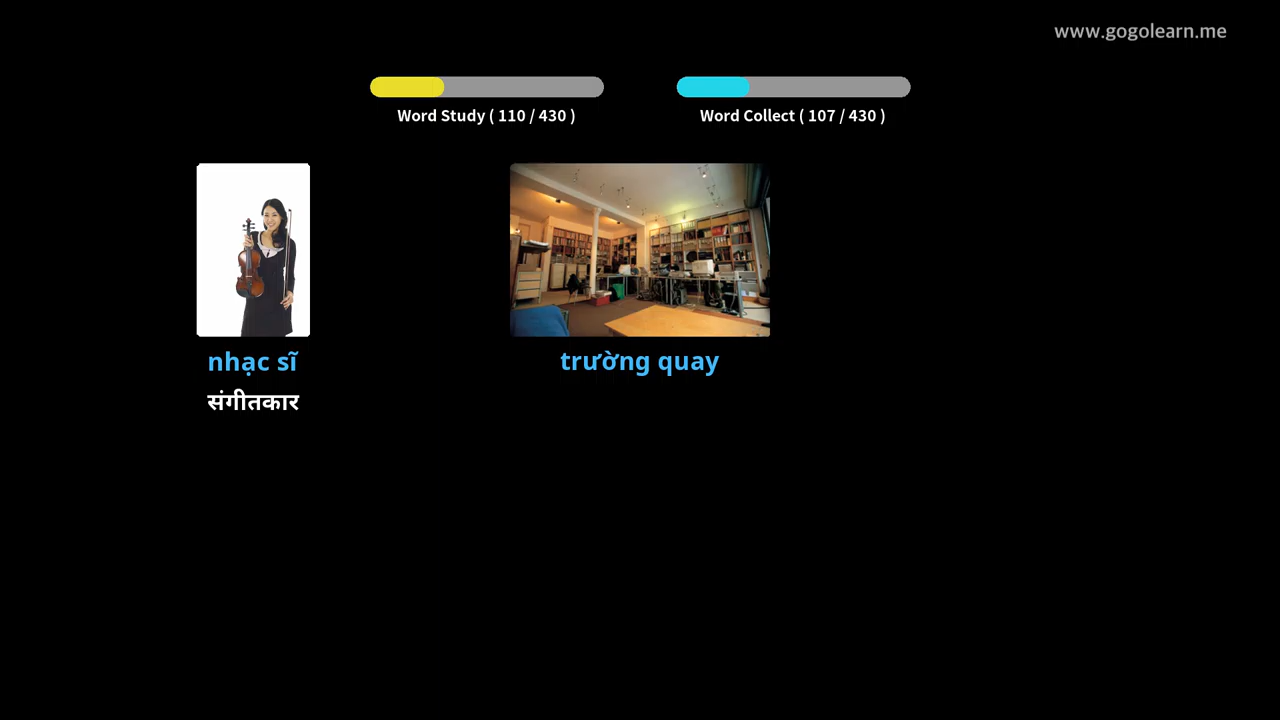 www.gogolearn.me
Word Study ( 110 / 430 )
Word Collect ( 107 / 430 )
nhạc sĩ
trường quay
संगीतकार